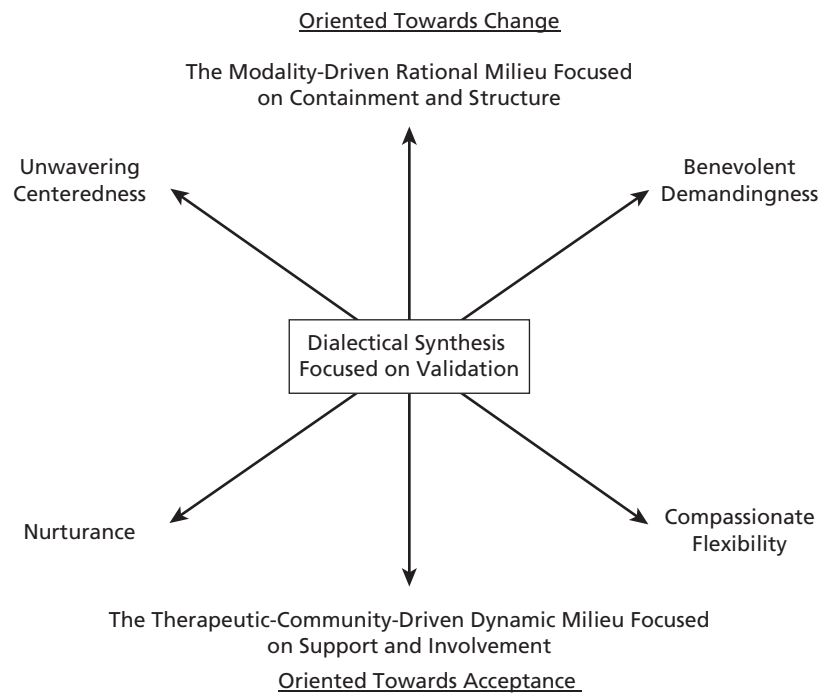 Oriented Towards Change
The Modality-Driven Rational Milieu Focused
on Containment and Structure
Unwavering
Centeredness
Benevolent
Demandingness
Dialectical Synthesis
Focused on Validation
Nurturance
Compassionate
Flexibility
The Therapeutic-Community-Driven Dynamic Milieu Focused
on Support and Involvement
Oriented Towards Acceptance